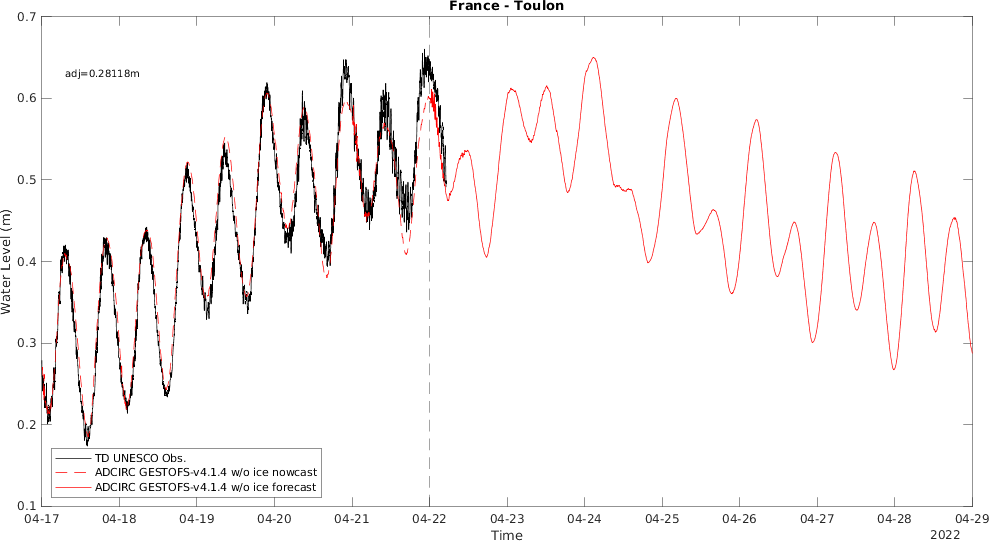 France - Toulon
0.7
adj=0.28118m
0.6
0.5
Water Level (m)
0.4
0.3
0.2
TD UNESCO Obs.
ADCIRC GESTOFS-v4.1.4 w/o ice nowcast
ADCIRC GESTOFS-v4.1.4 w/o ice forecast
0.1
04-17 04-18 04-19 04-20 04-21 04-22 04-23 04-24 04-25 04-26 04-27 04-28 04-29
Time
2022